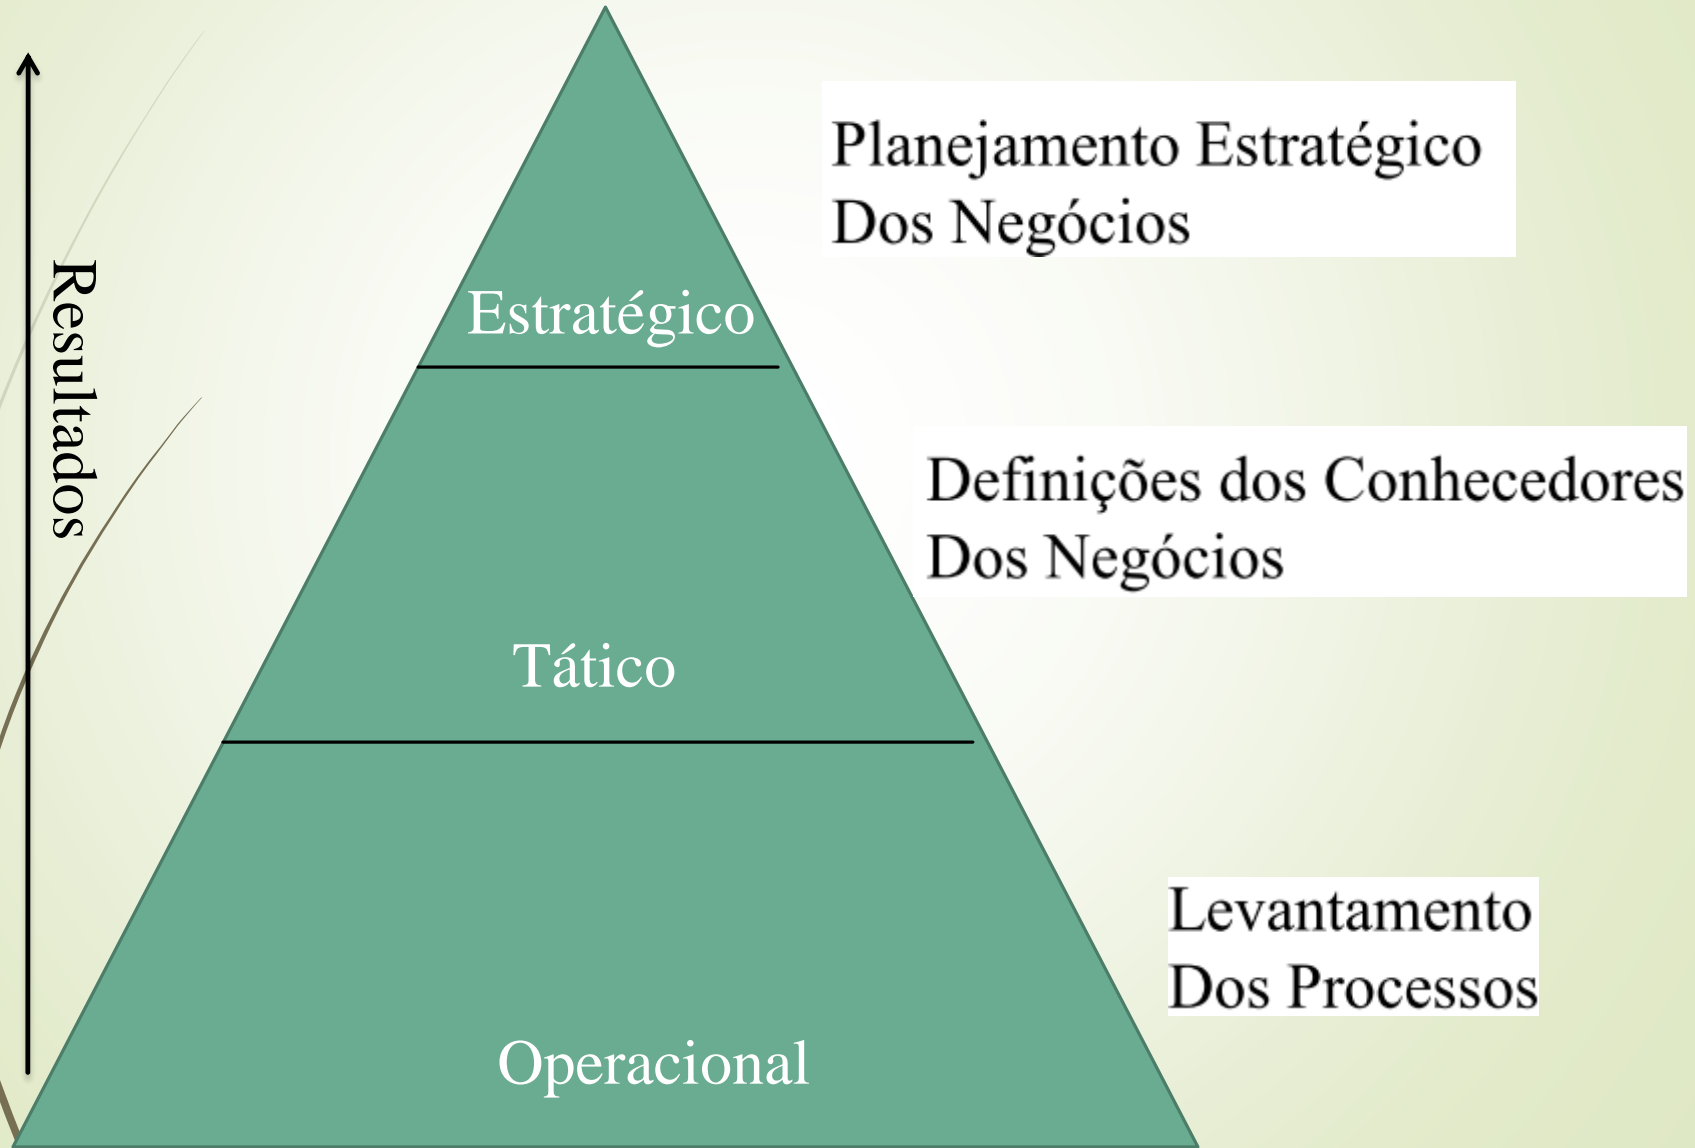 Resultados
Planejamento Estratégico
Dos Negócios
Estratégico
Definições dos Conhecedores
Dos Negócios
Tático
Levantamento
Dos Processos
Operacional